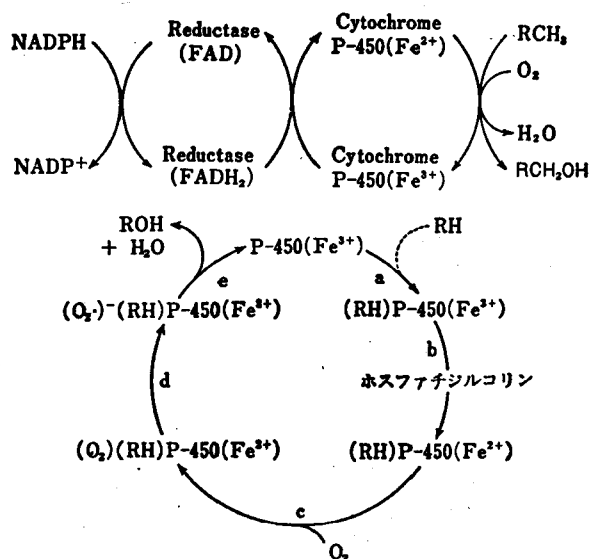 NADPH
Reductase
(FAD)
Cytochrome
P-450(Fe²⁺)
RCH₃
O₂
H₂O
NADP⁺
Reductase
(FADH₂)
Cytochrome
P-450(Fe³⁺)
RCH₂OH
ROH
+ H₂O
P-450(Fe³⁺)
RH
e
a
(O₂·)⁻(RH)P-450(Fe²⁺)
(RH)P-450(Fe³⁺)
b
d
ホスファチジルコリン
(O₂)(RH)P-450(Fe²⁺)
(RH)P-450(Fe²⁺)
c
O₂